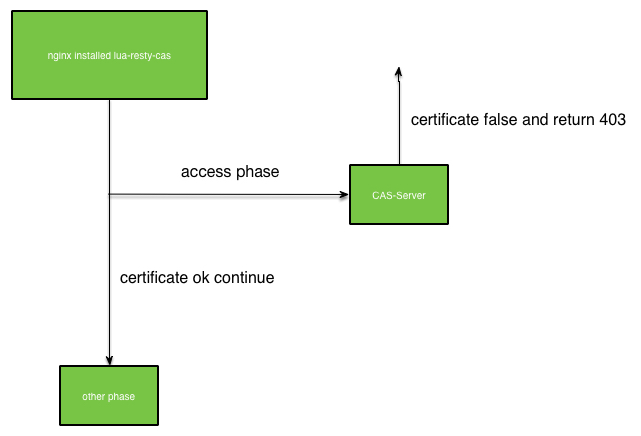 nginx installed lua-resty-cas
certificate false and return 403
access phase
CAS-Server
certificate ok continue
other phase